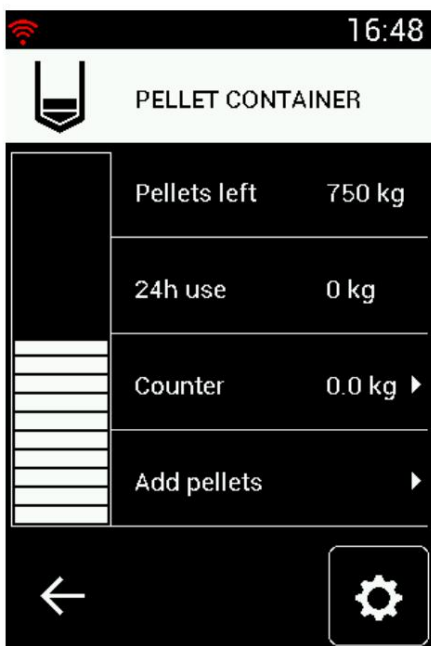 16:48
PELLET CONTAINER
Pellets left 750 kg
24h use 0 kg
Counter 0.0 kg
Add pellets